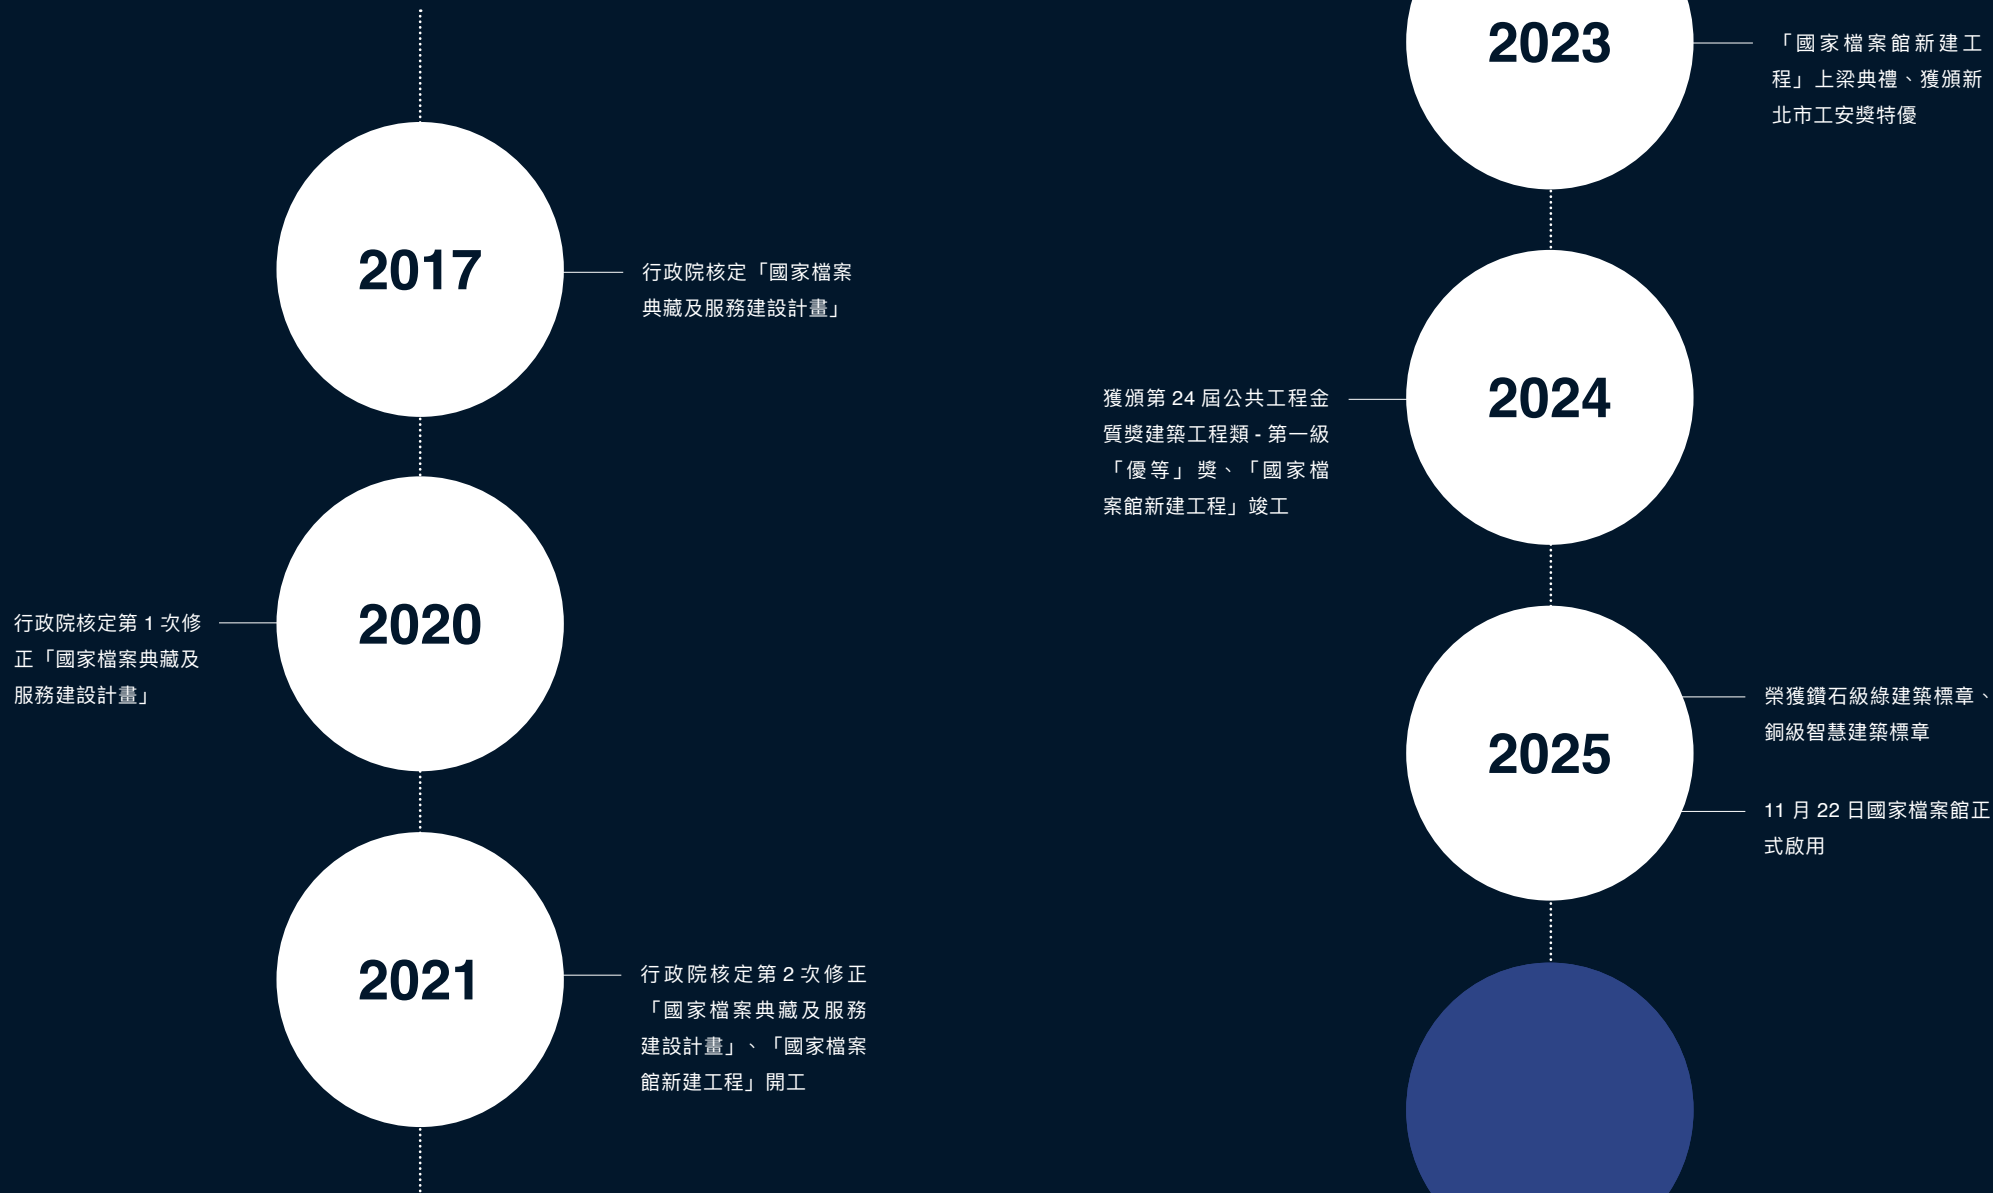 2017
行政院核定「國家檔案
典藏及服務建設計畫」
2020
行政院核定第 1 次修
正「國家檔案典藏及
服務建設計畫」
2021
行政院核定第 2 次修正
「國家檔案典藏及服務
建設計畫」、「國家檔案
館新建工程」開工
2023
「國家檔案館新建工
程」上梁典禮、獲頒新
北市工安獎特優
2024
獲頒第 24 屆公共工程金
質獎建築工程類 - 第一級
「優等」獎、「國家檔
案館新建工程」竣工
2025
榮獲鑽石級綠建築標章、
銅級智慧建築標章
11 月 22 日國家檔案館正
式啟用